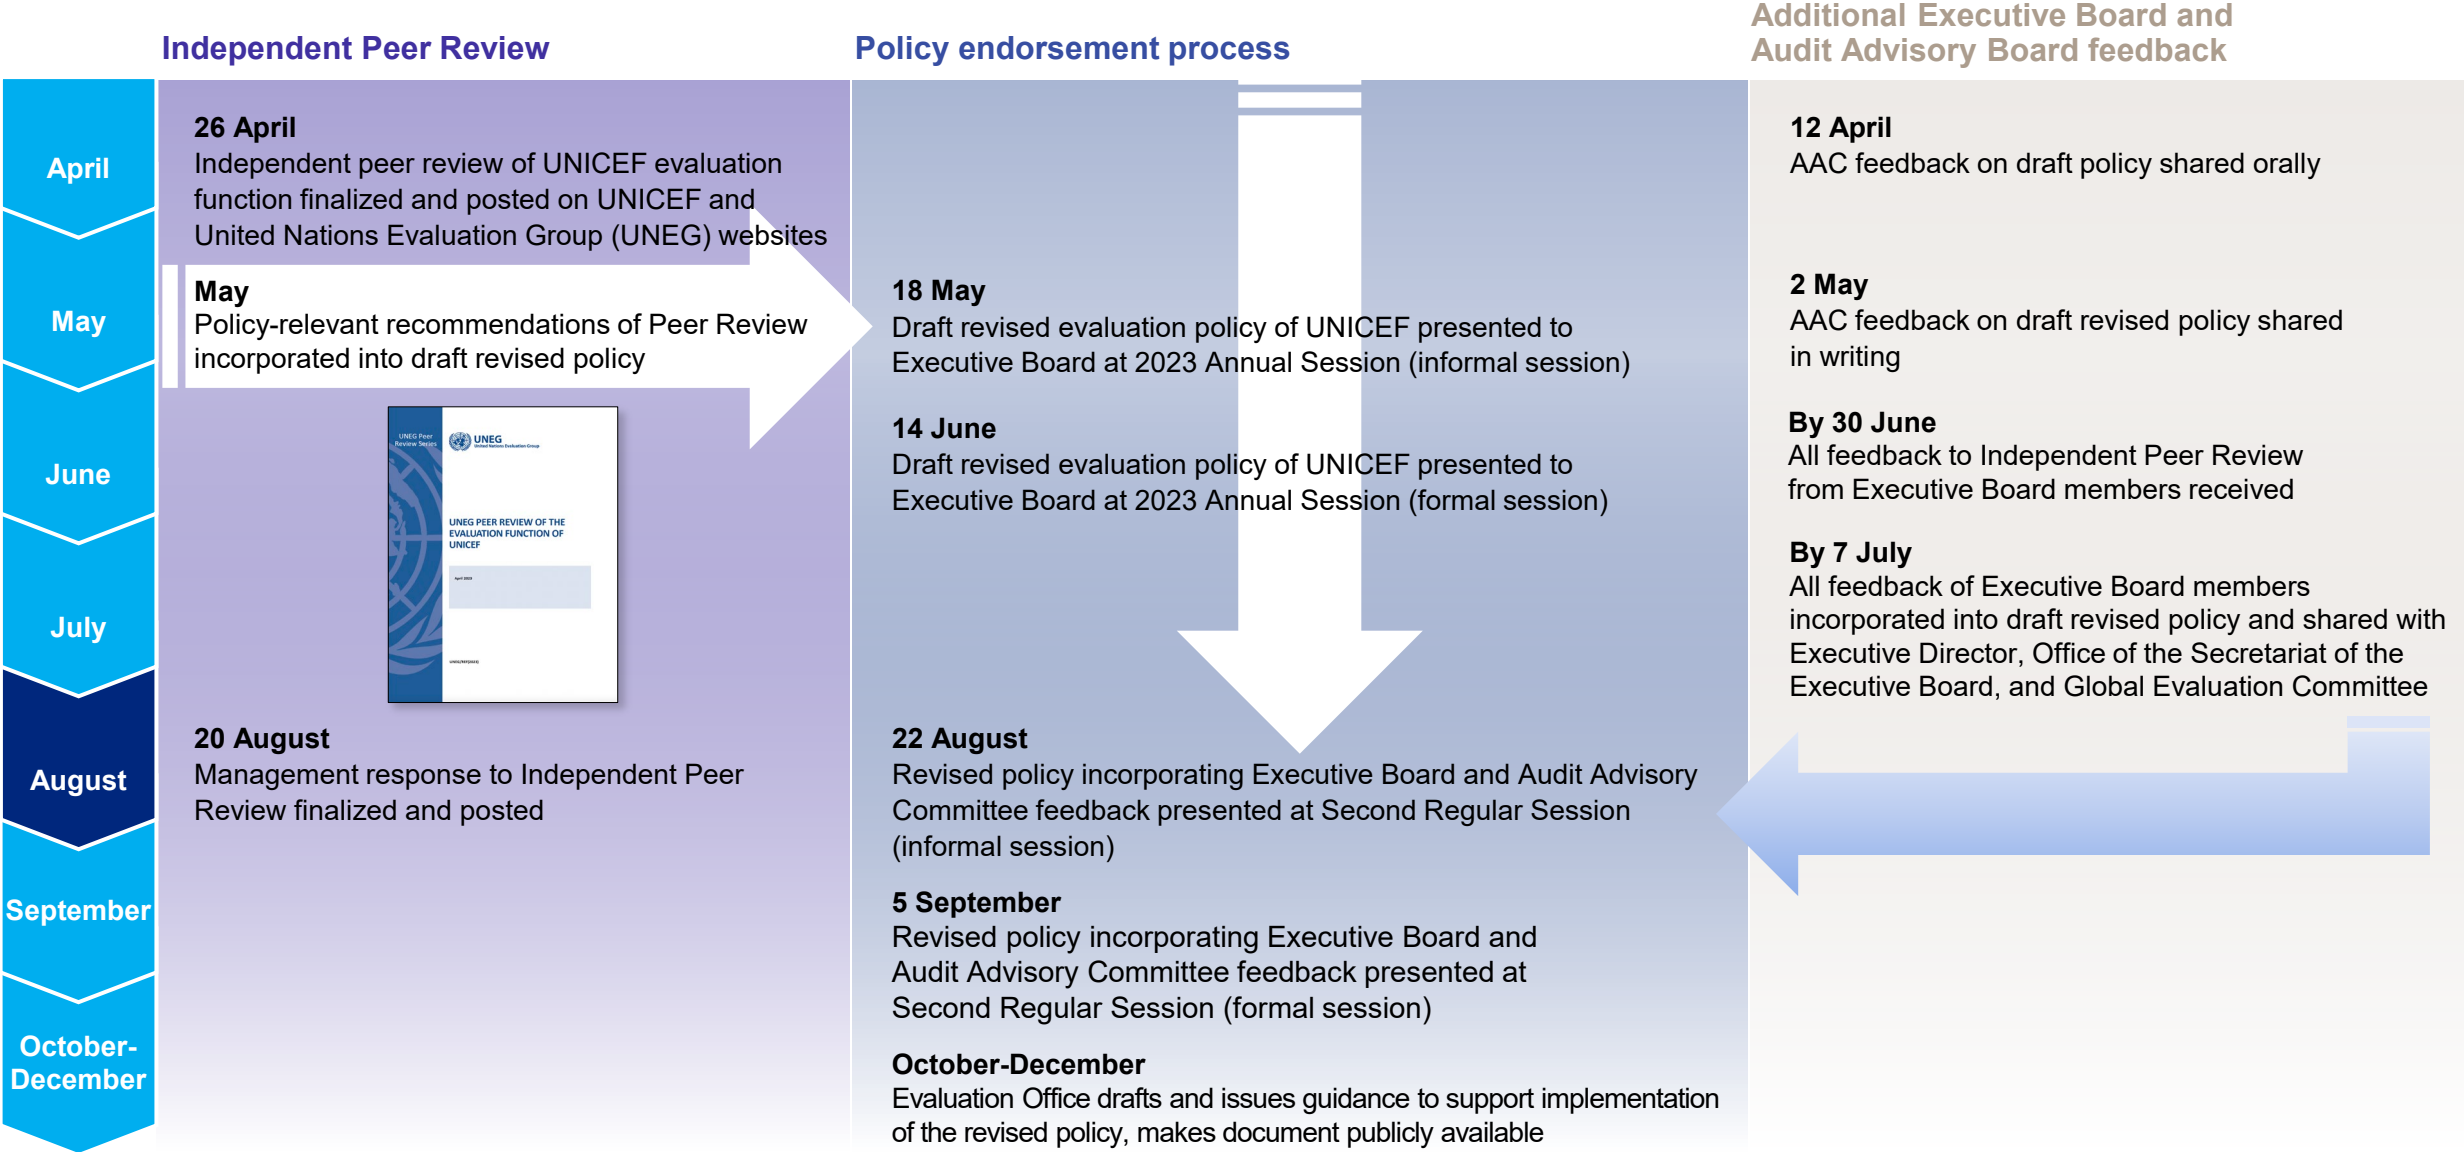 Independent Peer Review
Policy endorsement process
Additional Executive Board and
Audit Advisory Board feedback
April
May
June
July
August
September
October-
December
26 April
Independent peer review of UNICEF evaluation
function finalized and posted on UNICEF and
United Nations Evaluation Group (UNEG) websites
May
Policy-relevant recommendations of Peer Review
incorporated into draft revised policy
UNEG Peer
Review Series
UNEG
United Nations Evaluation Group
UNEG PEER REVIEW OF THE
EVALUATION FUNCTION OF
UNICEF
April 2023
20 August
Management response to Independent Peer
Review finalized and posted
18 May
Draft revised evaluation policy of UNICEF presented to
Executive Board at 2023 Annual Session (informal session)
14 June
Draft revised evaluation policy of UNICEF presented to
Executive Board at 2023 Annual Session (formal session)
22 August
Revised policy incorporating Executive Board and Audit Advisory
Committee feedback presented at Second Regular Session
(informal session)
5 September
Revised policy incorporating Executive Board and
Audit Advisory Committee feedback presented at
Second Regular Session (formal session)
October-December
Evaluation Office drafts and issues guidance to support implementation
of the revised policy, makes document publicly available
12 April
AAC feedback on draft policy shared orally
2 May
AAC feedback on draft revised policy shared
in writing
By 30 June
All feedback to Independent Peer Review
from Executive Board members received
By 7 July
All feedback of Executive Board members
incorporated into draft revised policy and shared with
Executive Director, Office of the Secretariat of the
Executive Board, and Global Evaluation Committee